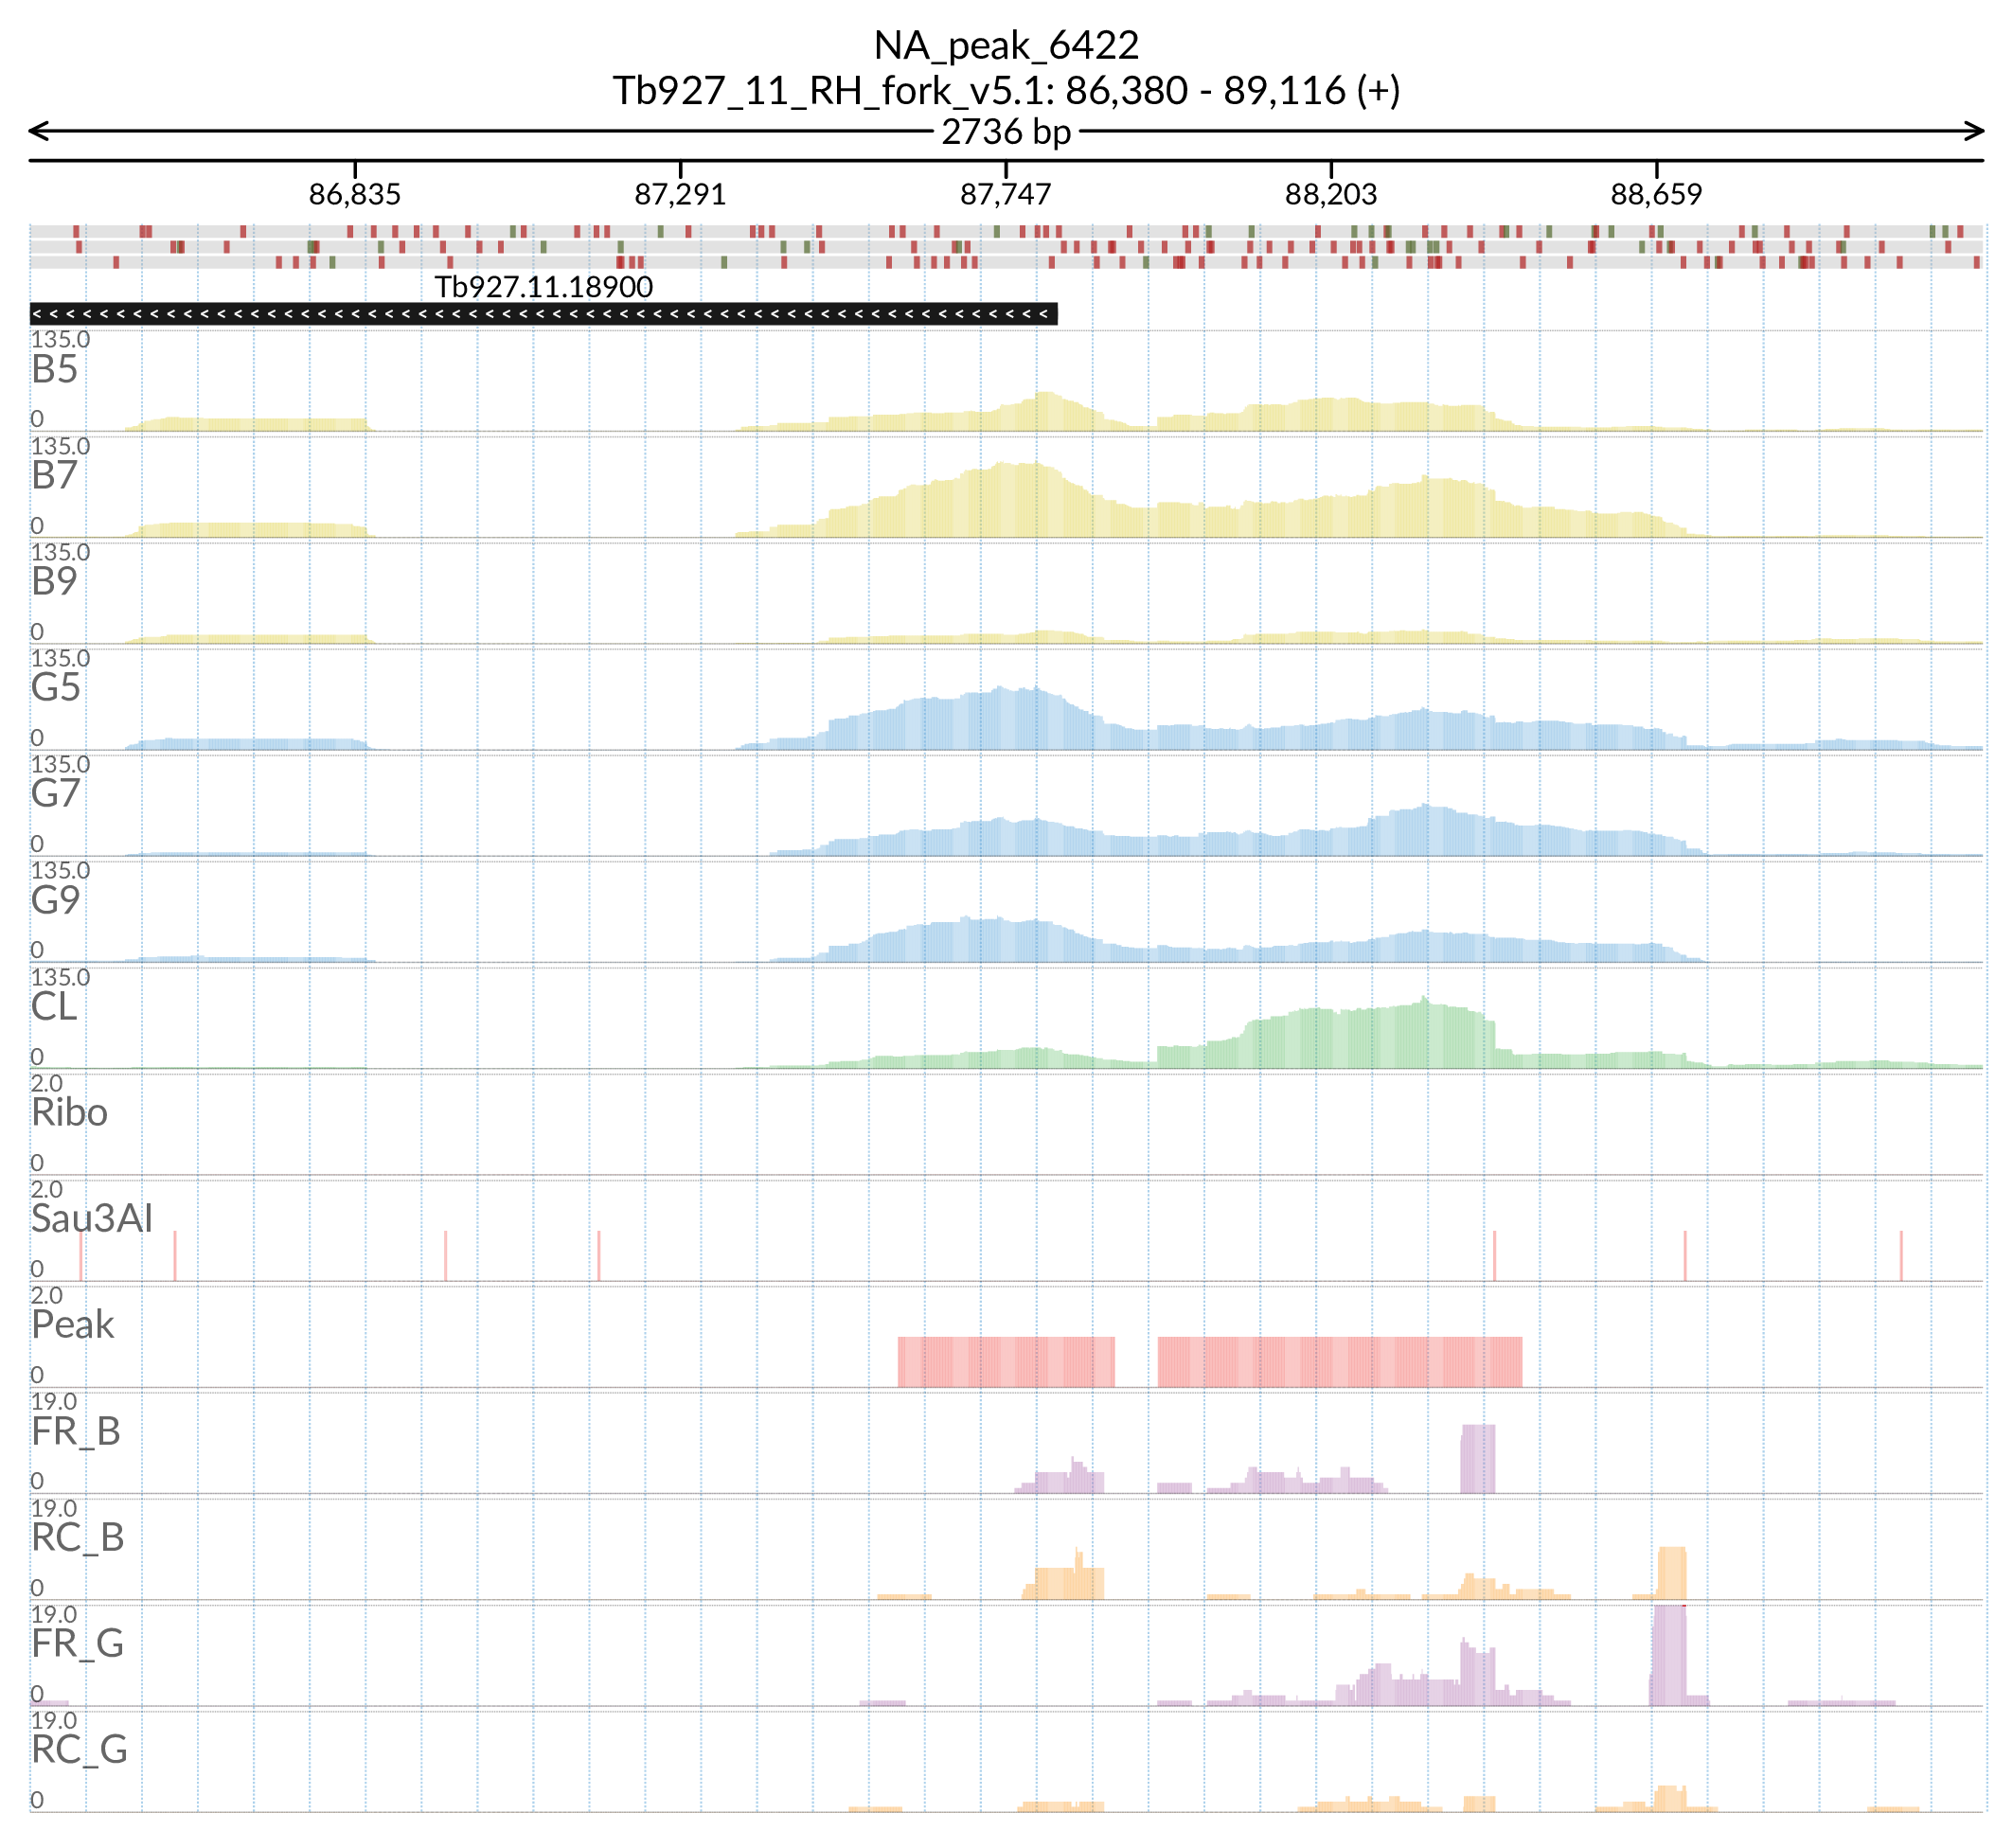 NA_peak_6422
Tb927_11_RH_fork_v5.1: 86,380 - 89,116 (+)
2736 bp
86,835 87,291 87,747 88,203 88,659
Tb927.11.18900
135.0
B5
0
135.0
B7
0
135.0
B9
0
135.0
G5
0
135.0
G7
0
135.0
G9
0
135.0
CL
0
2.0
Ribo
0
2.0
Sau3AI
0
2.0
Peak
0
19.0
FR_B
0
19.0
RC_B
0
19.0
FR_G
0
19.0
RC_G
0